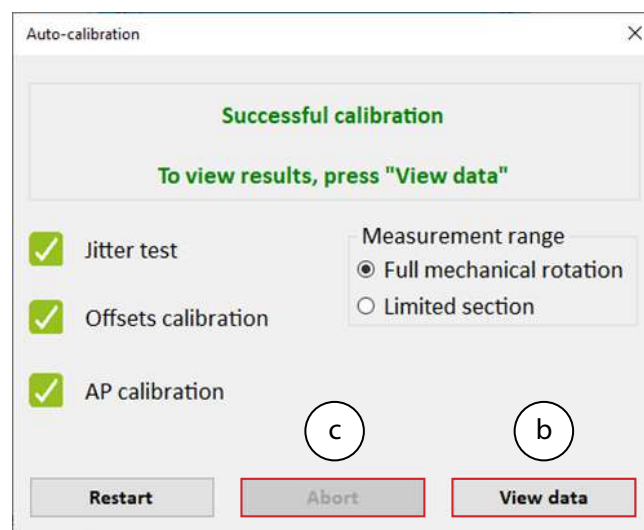 Auto-calibration
Successful calibration
To view results, press "View data"
Jitter test
Offsets calibration
AP calibration
Measurement range
Full mechanical rotation
Limited section
c
b
Restart
Abort
View data